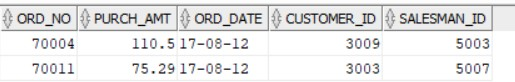 ORD_NO PURCH_AMT ORD_DATE CUSTOMER_ID SALESMAN_ID
70004 110.5 17-08-12 3009 5003
70011 75.29 17-08-12 3003 5007